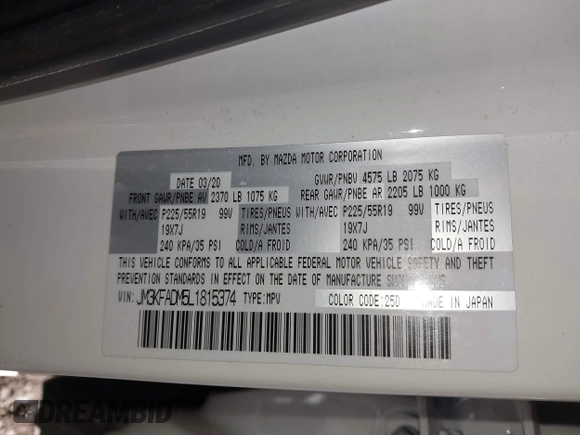 MFD. BY MAZDA MOTOR CORPORATION
DATE 03/20 GVWR/PNBV 4575 LB 2075 KG
FRONT GAWR/PNBE AV 2370 LB 1075 KG REAR GAWR/PNBE AR 2205 LB 1000 KG
WITH/AVEC P225/55R19 99V TIRES/PNEUS WITH/AVEC P225/55R19 99V TIRES/PNEUS
19X7J RIMS/JANTES 19X7J RIMS/JANTES
240 KPA/35 PSI COLD/A FROID 240 KPA/35 PSI COLD/A FROID
THIS VEHICLE CONFORMS TO ALL APPLICABLE FEDERAL MOTOR VEHICLE SAFETY AND THEFT
PREVENTION STANDARDS IN EFFECT ON THE DATE OF MANUFACTURE SHOWN ABOVE.
VIN: JM3KFADM5L1815374 TYPE:MPV COLOR CODE:25D MADE IN JAPAN
DREAMBID